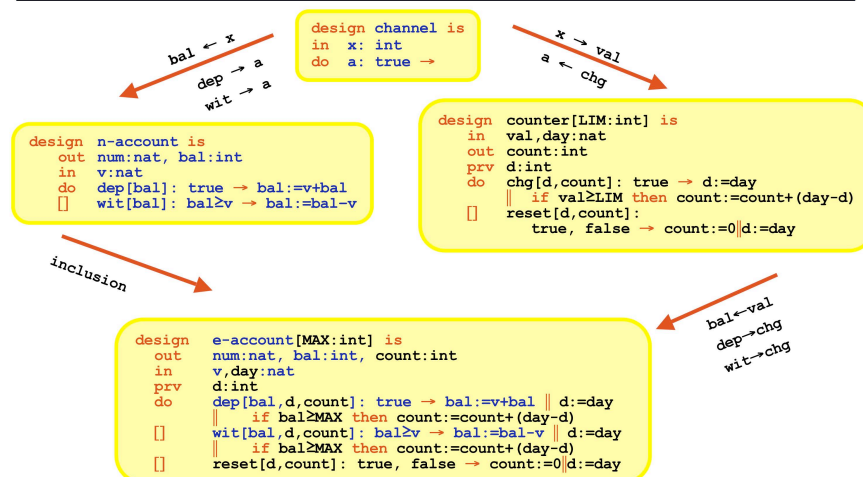 design channel is
in x: int
do a: true →
bal ← x
dep → a
wit → a
x → val
a ← chg
design n-account is
out num:nat, bal:int
in v:nat
do dep[bal]: true → bal:=v+bal
[] wit[bal]: bal≥v → bal:=bal-v
design counter[LIM:int] is
in val,day:nat
out count:int
prv d:int
do chg[d,count]: true → d:=day
‖ if val≥LIM then count:=count+(day-d)
[] reset[d,count]:
true, false → count:=0‖d:=day
inclusion
bal←val
dep→chg
wit→chg
design e-account[MAX:int] is
out num:nat, bal:int, count:int
in v,day:nat
prv d:int
do dep[bal,d,count]: true → bal:=v+bal ‖ d:=day
‖ if bal≥MAX then count:=count+(day-d)
[] wit[bal,d,count]: bal≥v → bal:=bal-v ‖ d:=day
‖ if bal≥MAX then count:=count+(day-d)
[] reset[d,count]: true, false → count:=0‖d:=day